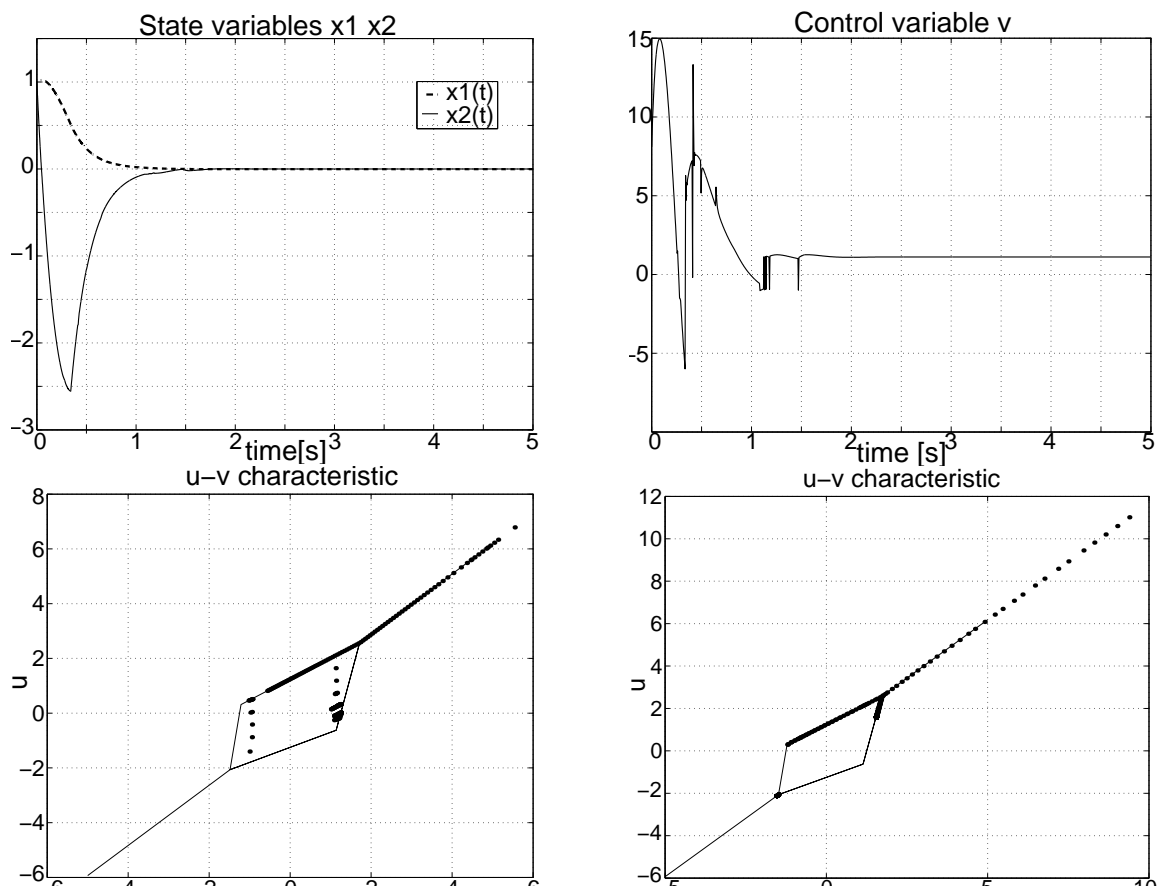 State variables x1 x2
1
0
−1
−2
−3
x1(t)
x2(t)
0 1 2 3 4 5
time[s]
Control variable v
15
10
5
0
-5
0 1 2 3 4 5
time [s]
u−v characteristic
8
6
4
2
0
−2
−4
−6
u
−6 −4 −2 0 2 4 6
u−v characteristic
12
10
8
6
4
2
0
−2
−4
−6
u
−5 0 5 10